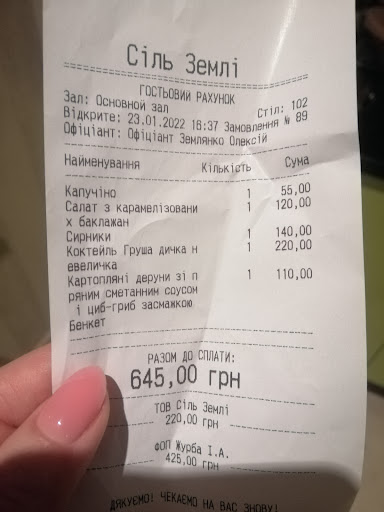 Сіль Землі
ГОСТЬОВИЙ РАХУНОК
Зал: Основной зал Стіл: 102
Відкрите: 23.01.2022 16:37 Замовлення № 89
Офіціант: Офіціант Землянко Олексій
Найменування Кількість Сума
Капучіно 1 55,00
Салат з карамелізовани 1 120,00
х баклажан
Сирники 1 140,00
Коктейль Груша дичка н 1 220,00
евеличка
Картопляні деруни зі п 1 110,00
ряним сметанним соусом
і циб-гриб засмажкою
Бенкет
РАЗОМ ДО СПЛАТИ:
645,00 грн
ТОВ Сіль Землі
220,00 грн
ФОП Журба І.А.
425,00 грн
ДЯКУЄМО! ЧЕКАЄМО НА ВАС ЗНОВУ!